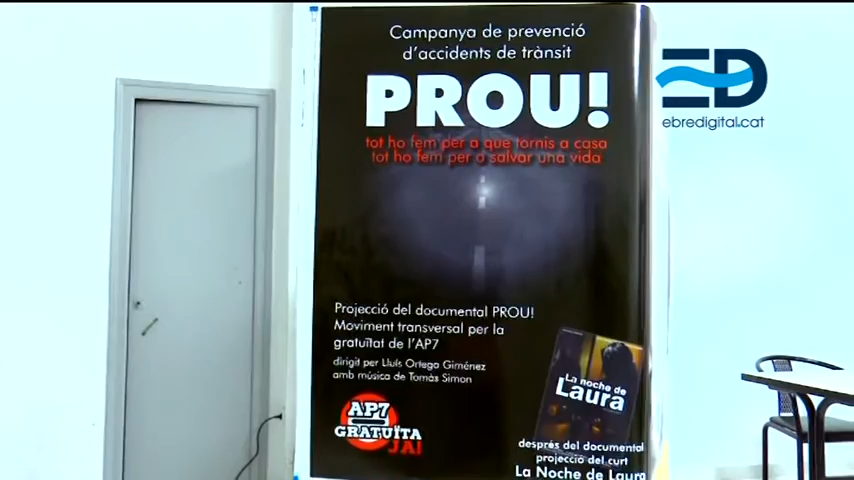 Campanya de prevenció
d'accidents de trànsit
PROU!
tot ho fem per a que tornis a casa
tot ho fem per a salvar una vida
Projecció del documental PROU!
Moviment transversal per la
gratuïtat de l'AP7
dirigit per Lluís Ortega Giménez
amb música de Tomàs Simon
AP7
GRATUÏTA
JA!
La noche de
Laura
després del documental
projecció del curt
La Noche de Laura
ED
ebredigital.cat